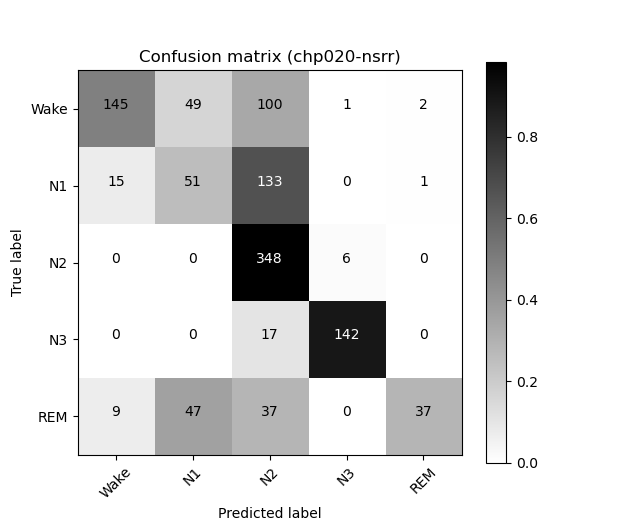 Confusion matrix (chp020-nsrr)
Wake 145 49 100 1 2
N1 15 51 133 0 1
N2 0 0 348 6 0
N3 0 0 17 142 0
REM 9 47 37 0 37
Wake N1 N2 N3 REM
Predicted label
True label
0.8
0.6
0.4
0.2
0.0